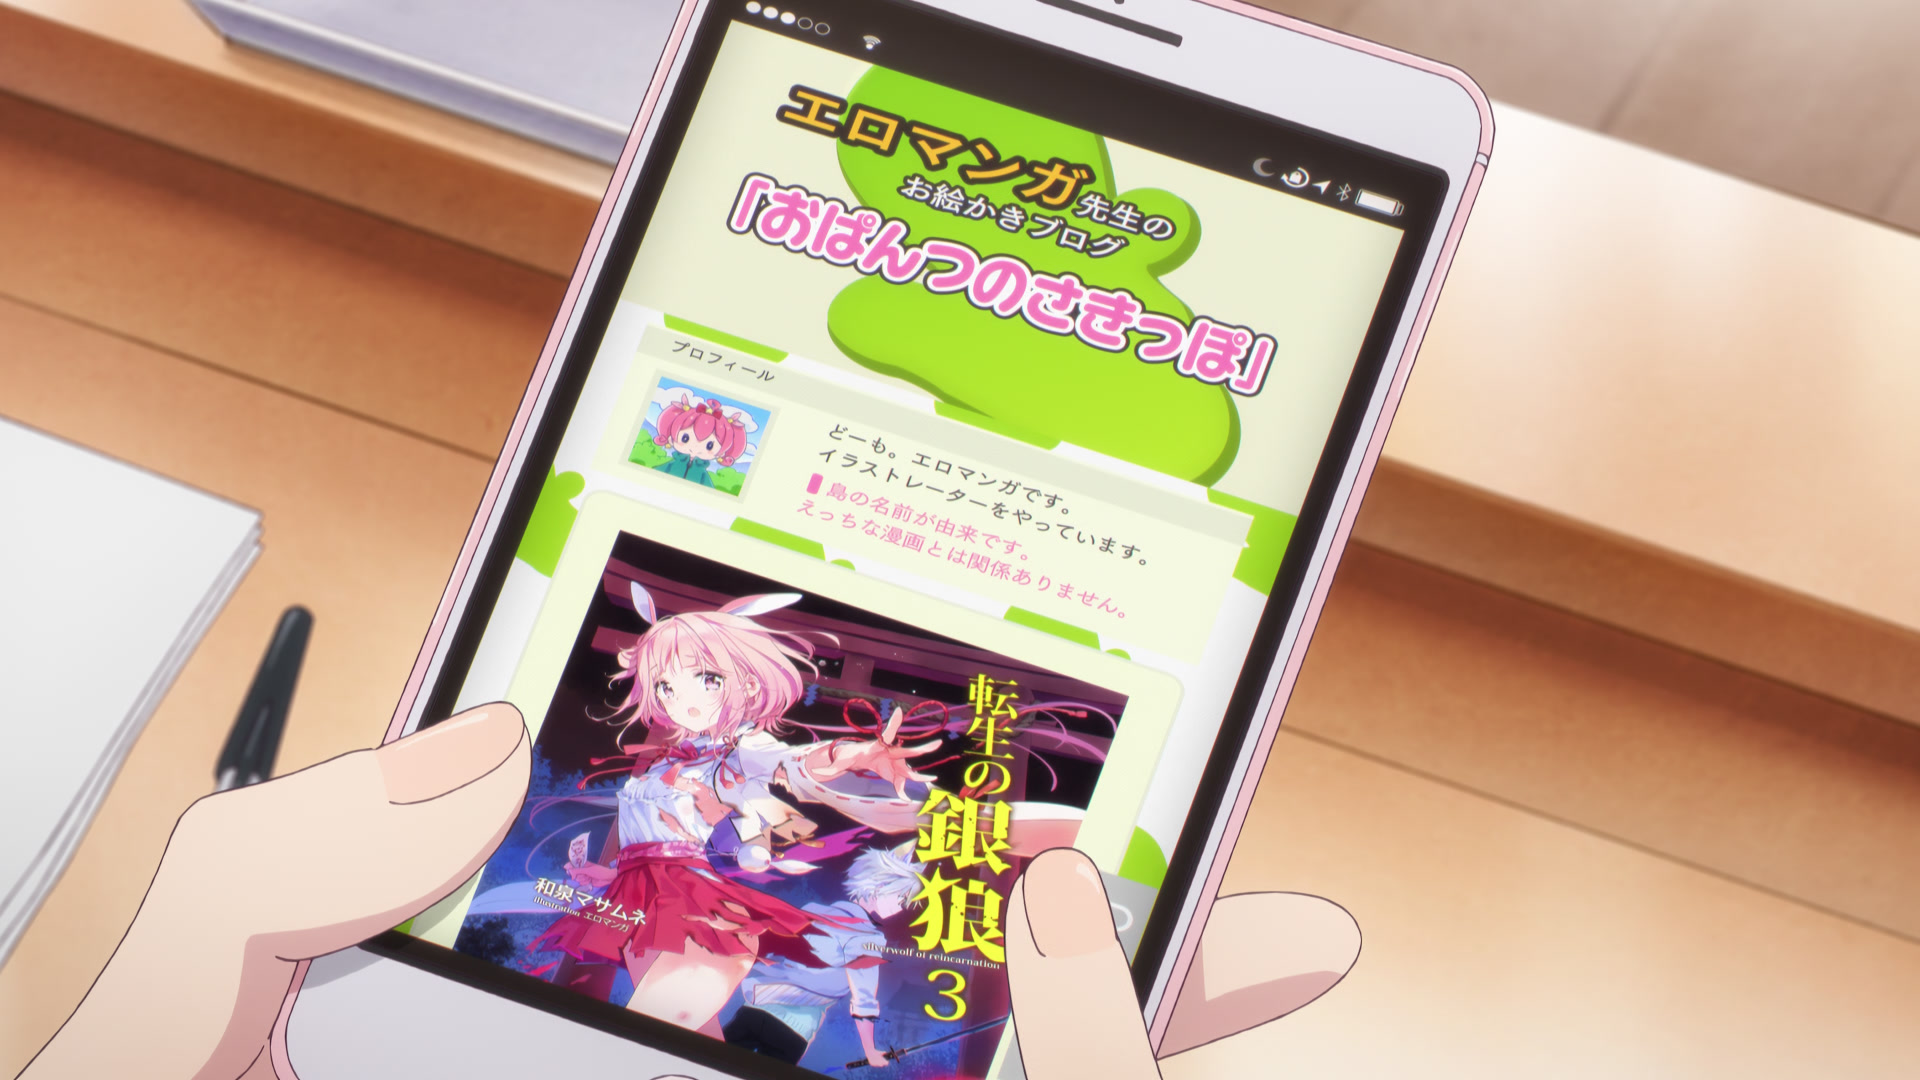 エロマンガ先生の
お絵かきブログ
「おぱんつのさきっぽ」
プロフィール
どーも。エロマンガです。
イラストレーターをやっています。
島の名前が由来です。
えっちな漫画とは関係ありません。
転生の
銀狼
silverwolf of reincarnation
3
和泉マサムネ
illustration エロマンガ